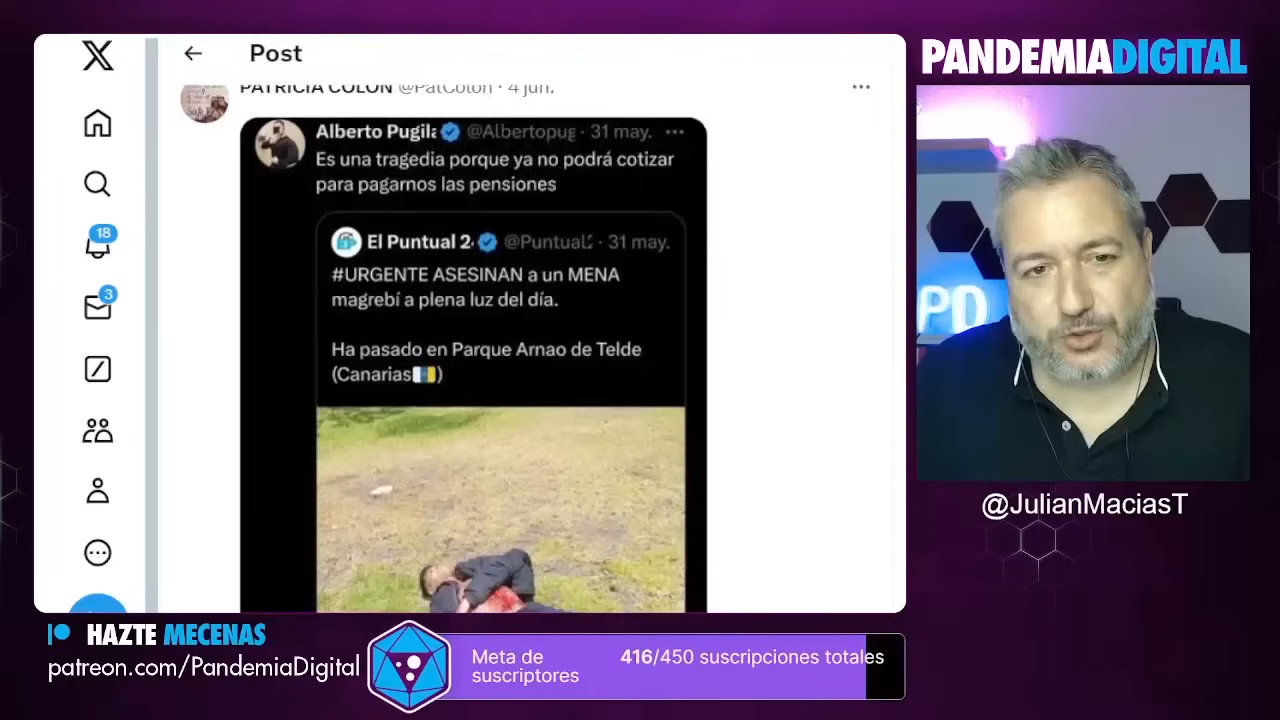 PANDEMIADIGITAL
Post
PATRICIA COLON @PatColon · 4 jun.
Alberto Pugila @Albertopug · 31 may.
Es una tragedia porque ya no podrá cotizar
para pagarnos las pensiones
El Puntual 2 @Puntual2 · 31 may.
#URGENTE ASESINAN a un MENA
magrebí a plena luz del día.
Ha pasado en Parque Arnao de Telde
(Canarias🇮🇨)
18
3
PD
@JulianMaciasT
HAZTE MECENAS
patreon.com/PandemiaDigital
Meta de
suscriptores
416/450 suscripciones totales